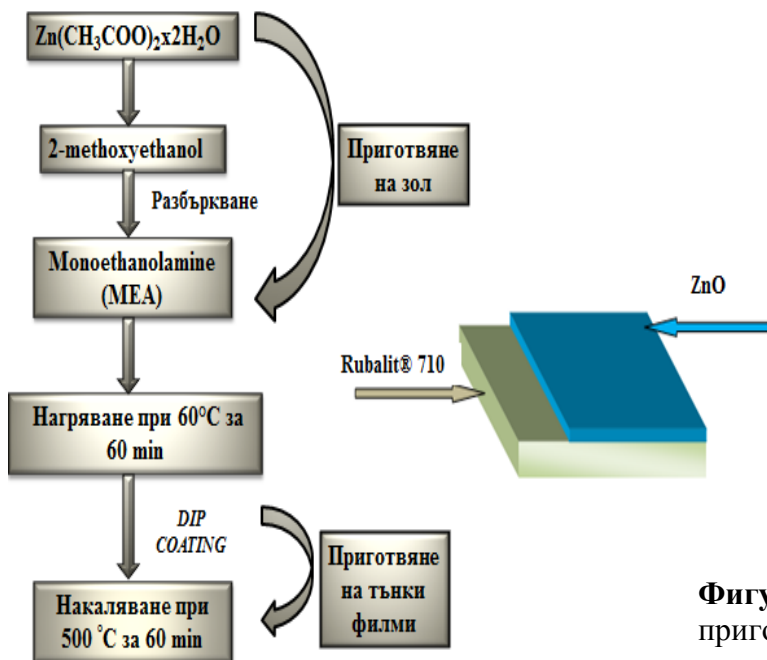 Zn(CH₃COO)₂x2H₂O
2-methoxyethanol
Разбъркване
Monoethanolamine
(MEA)
Приготвяне
на зол
Нагряване при 60°C за
60 min
DIP
COATING
Приготвяне
на тънки
филми
Накаляване при
500 °C за 60 min
ZnO
Rubalit® 710
Фигу
приго